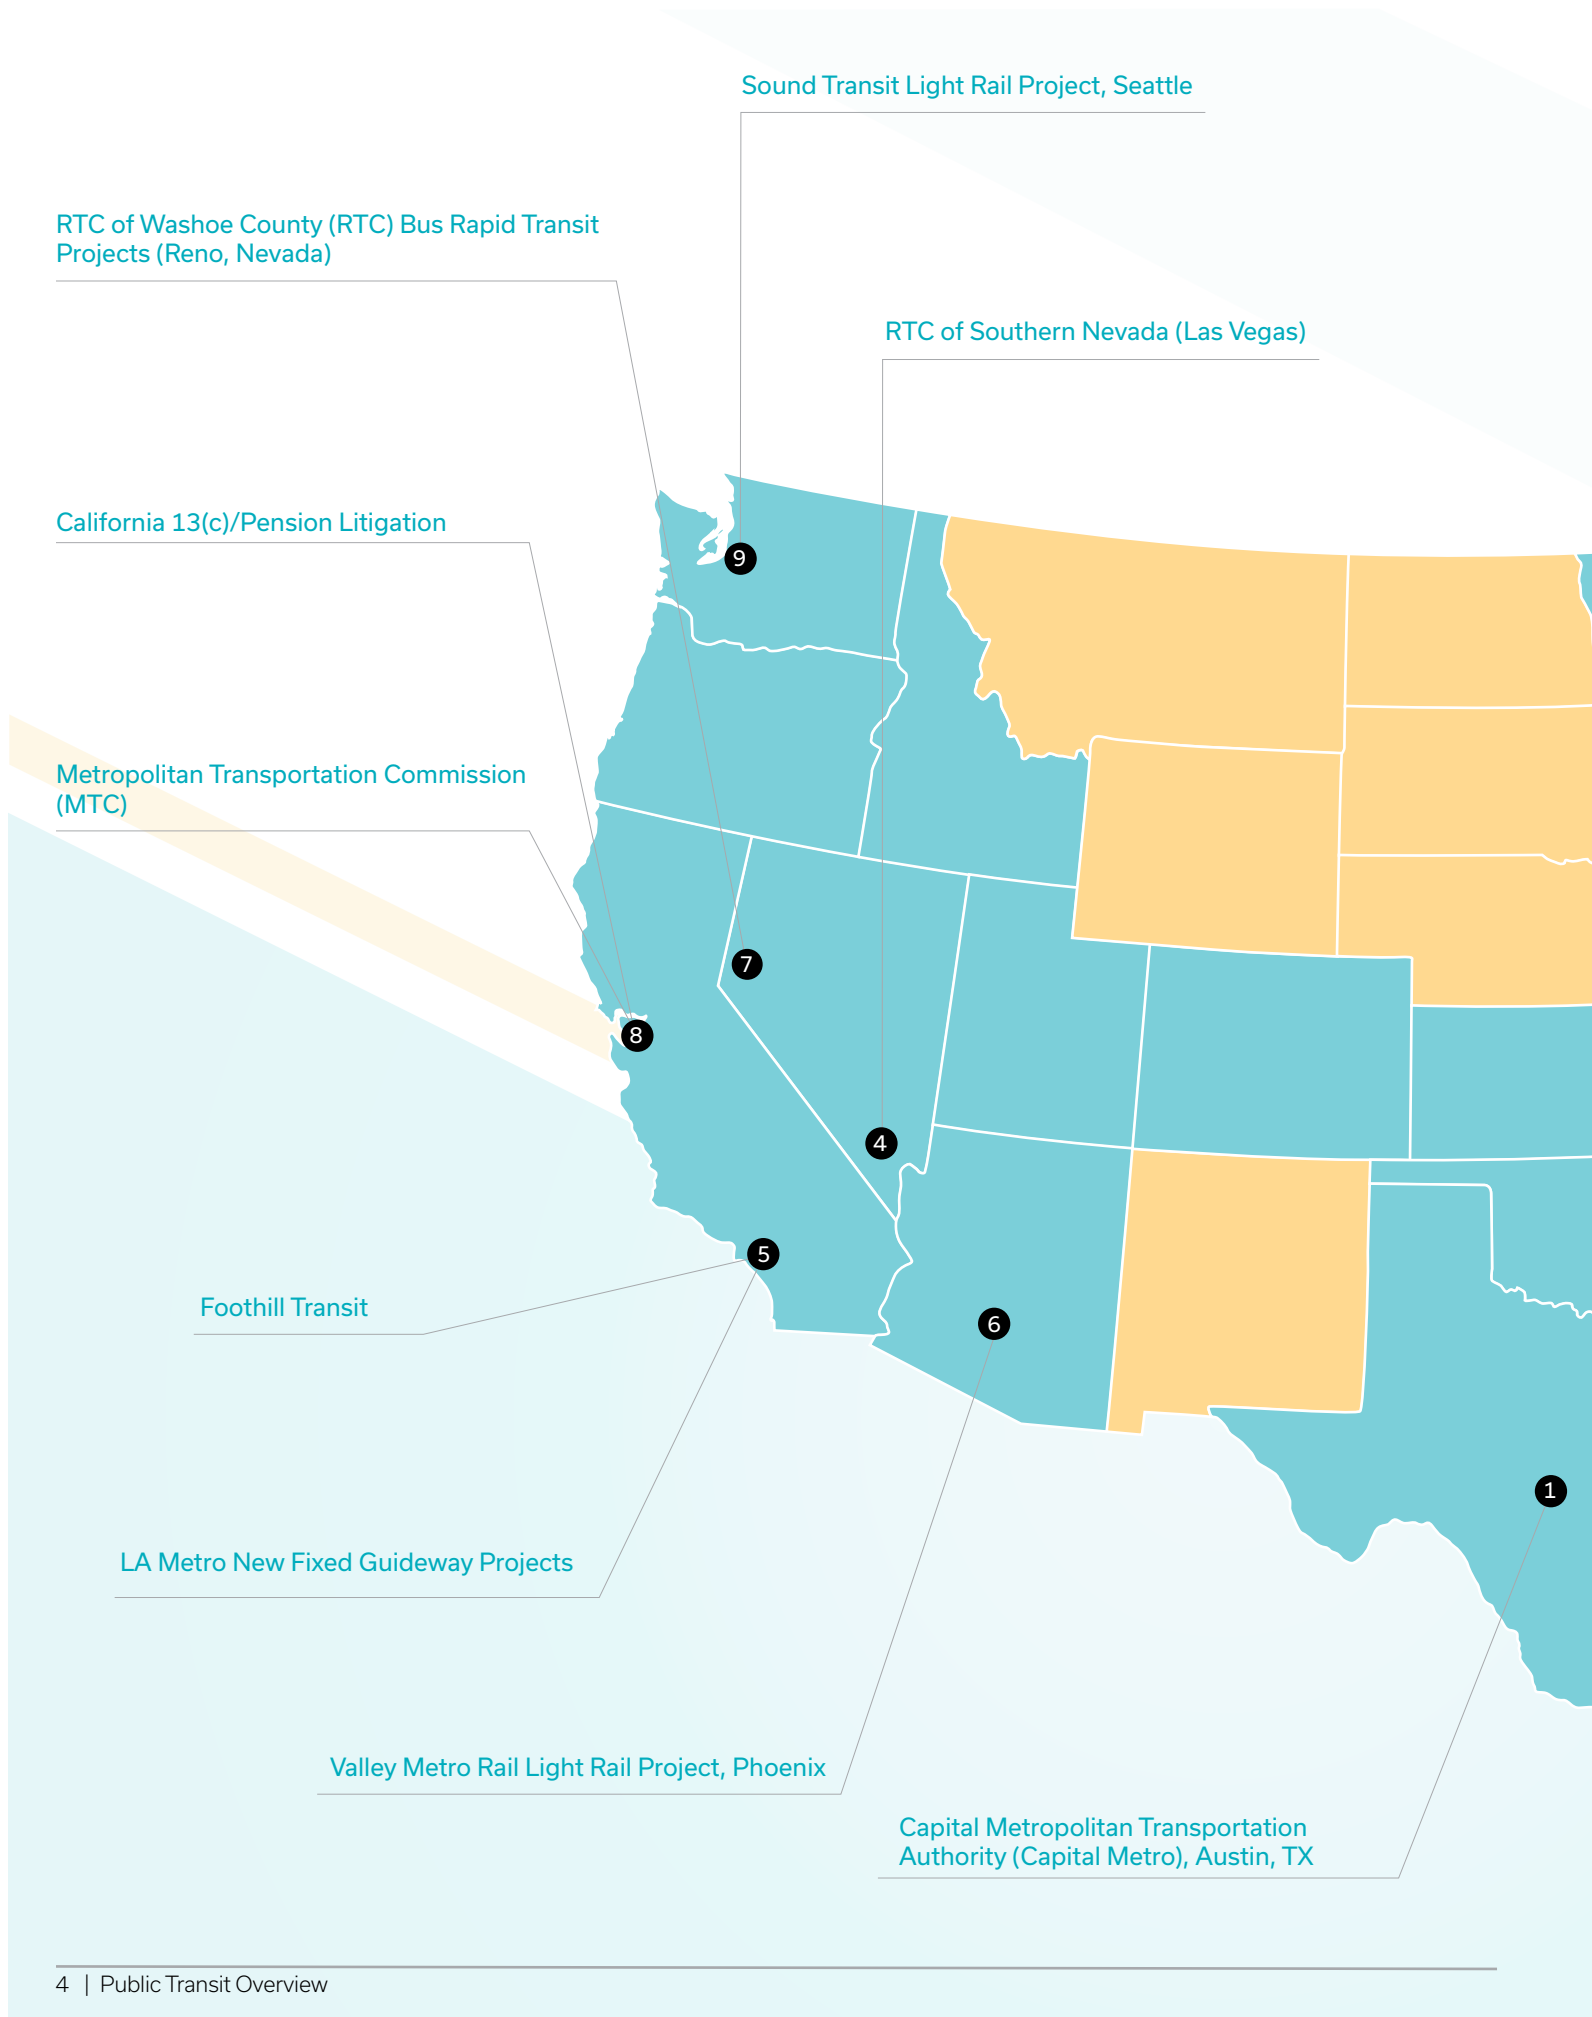 Sound Transit Light Rail Project, Seattle
RTC of Washoe County (RTC) Bus Rapid Transit
Projects (Reno, Nevada)
RTC of Southern Nevada (Las Vegas)
California 13(c)/Pension Litigation
9
Metropolitan Transportation Commission
(MTC)
7
8
4
5
Foothill Transit
6
1
LA Metro New Fixed Guideway Projects
Valley Metro Rail Light Rail Project, Phoenix
Capital Metropolitan Transportation
Authority (Capital Metro), Austin, TX
4 | Public Transit Overview